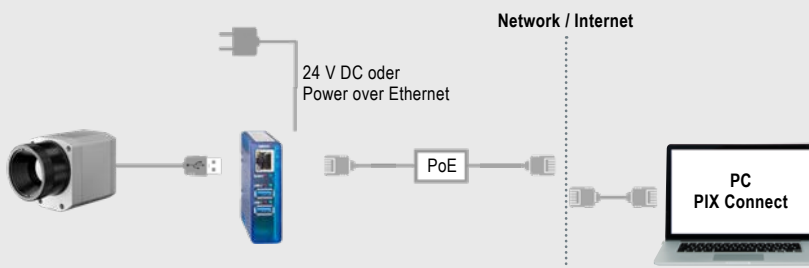 Network / Internet
24 V DC oder
Power over Ethernet
PoE
PC
PIX Connect